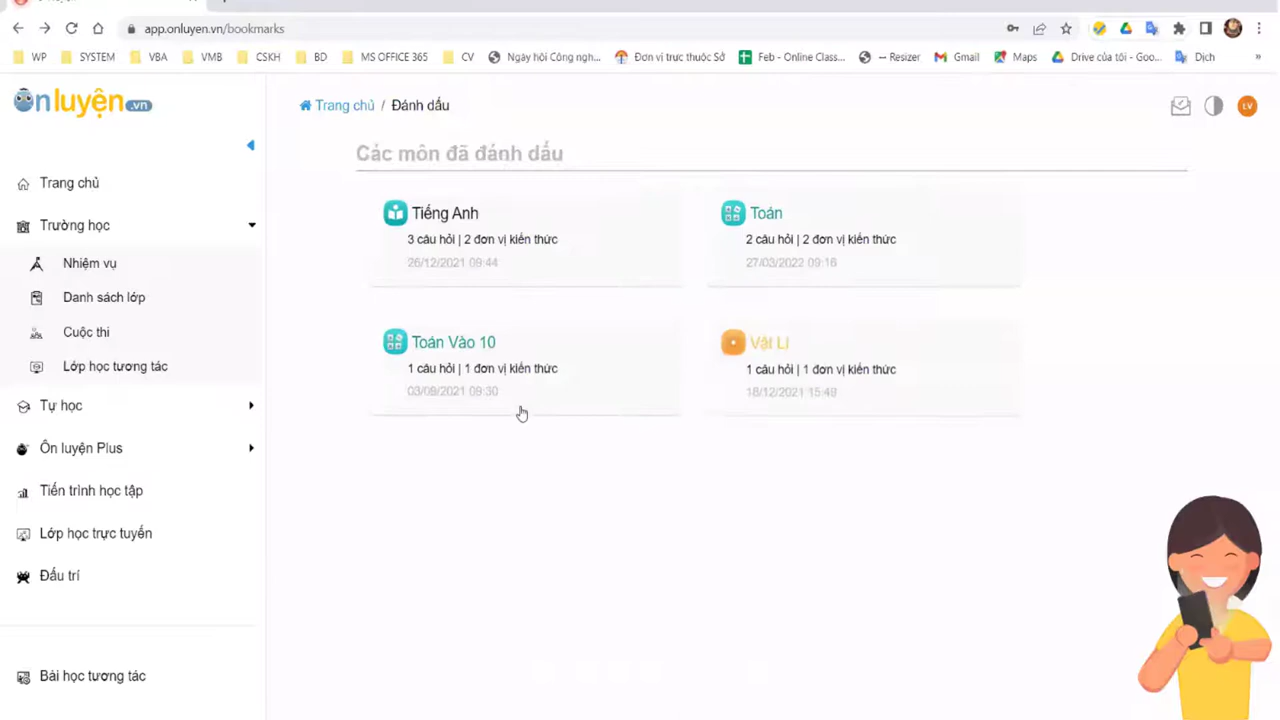 app.onluyen.vn/bookmarks
WP SYSTEM VBA VMB CSKH BD MS OFFICE 365 CV Ngày hội Công ngh... Đơn vị trưc thuôc Sở Feb - Online Class... -- Resizer Gmail Maps Drive của tôi - Goo... Dịch »
Ôn luyện .vn
Trang chủ / Đánh dấu
LV
Các môn đã đánh dấu
Trang chủ
Trường học
Nhiệm vụ
Danh sách lớp
Cuộc thi
Lớp học tương tác
Tự học
Ôn luyện Plus
Tiến trình học tập
Lớp học trực tuyến
Đấu trí
Bài học tương tác
Tiếng Anh
3 câu hỏi | 2 đơn vị kiến thức
26/12/2021 09:44
Toán
2 câu hỏi | 2 đơn vị kiến thức
27/03/2022 09:16
Toán Vào 10
1 câu hỏi | 1 đơn vị kiến thức
03/09/2021 09:30
Vật Lí
1 câu hỏi | 1 đơn vị kiến thức
18/12/2021 15:49